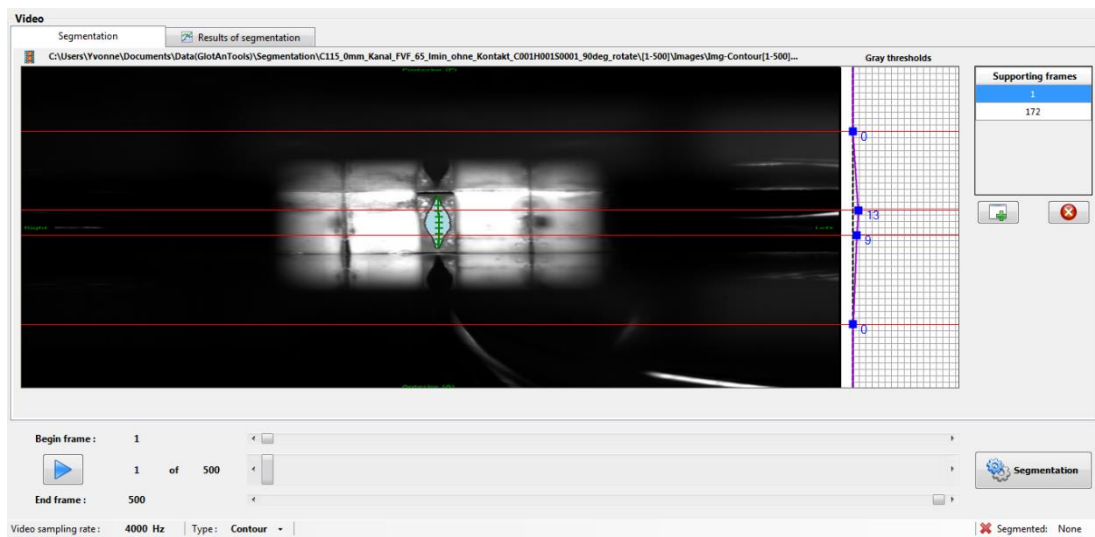 Video
Segmentation
Results of segmentation
C:\Users\Yvonne\Documents\Data(GlotAnTools)\Segmentation\C115_0mm_Kanal_FVF_65_lmin_ohne_Kontakt_C001H001S0001_90deg_rotate\[1-500]\Images\Img-Contour[1-500]...
Gray thresholds
Supporting frames
1
172
0
13
9
0
Right
Left
Begin frame :
1
1 of 500
End frame :
500
Segmentation
Video sampling rate : 4000 Hz Type : Contour
Segmented: None